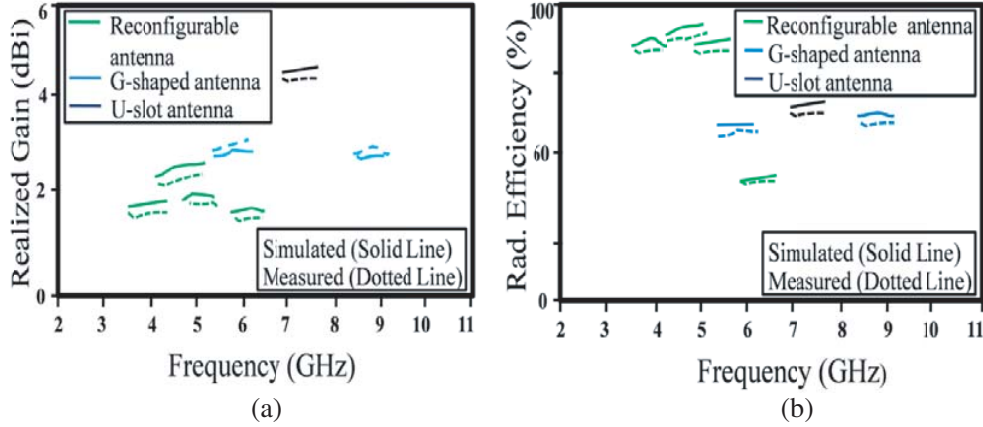 6
4
2
0
Realized Gain (dBi)
Reconfigurable
antenna
G-shaped antenna
U-slot antenna
Simulated (Solid Line)
Measured (Dotted Line)
2 3 4 5 6 7 8 9 10 11
Frequency (GHz)
(a)
100
60
0
Rad. Efficiency (%)
Reconfigurable antenna
G-shaped antenna
U-slot antenna
Simulated (Solid Line)
Measured (Dotted Line)
2 3 4 5 6 7 8 9 10 11
Frequency (GHz)
(b)